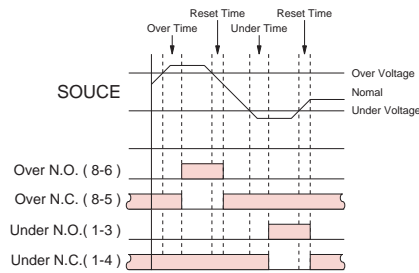 Reset Time
Reset Time
Over Time
Under Time
Over Voltage
SOUCE
Nomal
Under Voltage
Over N.O. ( 8-6 )
Over N.C. ( 8-5 )
Under N.O.( 1-3 )
Under N.C.( 1-4 )